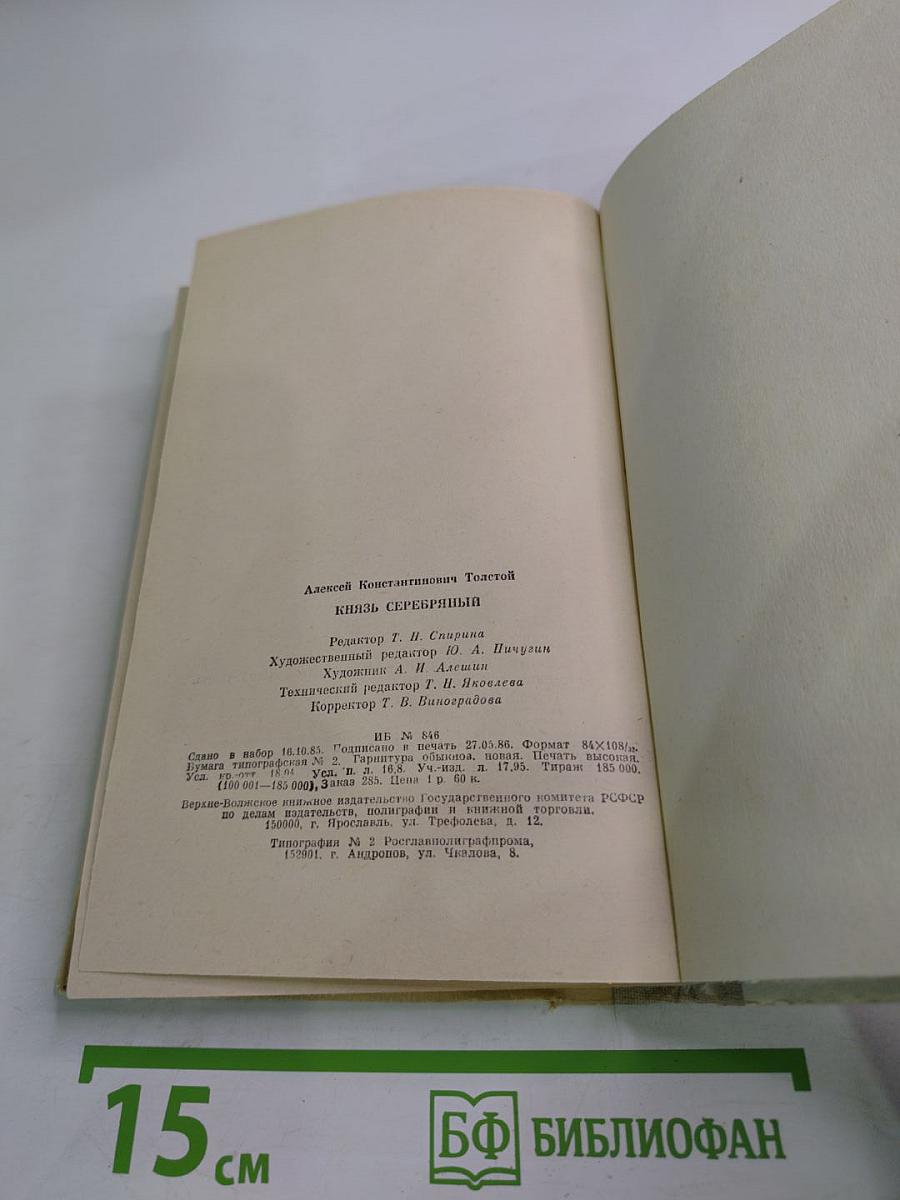 Алексей Константинович Толстой
КНЯЗЬ СЕРЕБРЯНЫЙ
Редактор Т. Н. Спирина
Художественный редактор Ю. А. Пичугин
Художник А. И. Алешин
Технический редактор Т. Н. Яковлева
Корректор Т. В. Виноградова
ИБ № 846
Сдано в набор 16.10.85. Подписано в печать 27.05.86. Формат 84×108/32.
Бумага типографская № 2. Гарнитура обыкнов. новая. Печать высокая.
Усл. кр.-отт. 18,04. Усл. п. л. 16,8. Уч.-изд. л. 17,95. Тираж 185 000.
(100 001—185 000), Заказ 285. Цена 1 р. 60 к.
Верхне-Волжское книжное издательство Государственного комитета РСФСР
по делам издательств, полиграфии и книжной торговли.
150000, г. Ярославль, ул. Трефолева, д. 12.
Типография № 2 Росглавполиграфпрома,
152901, г. Андропов, ул. Чкалова, 8.
15 см
БФ БИБЛИОФАН